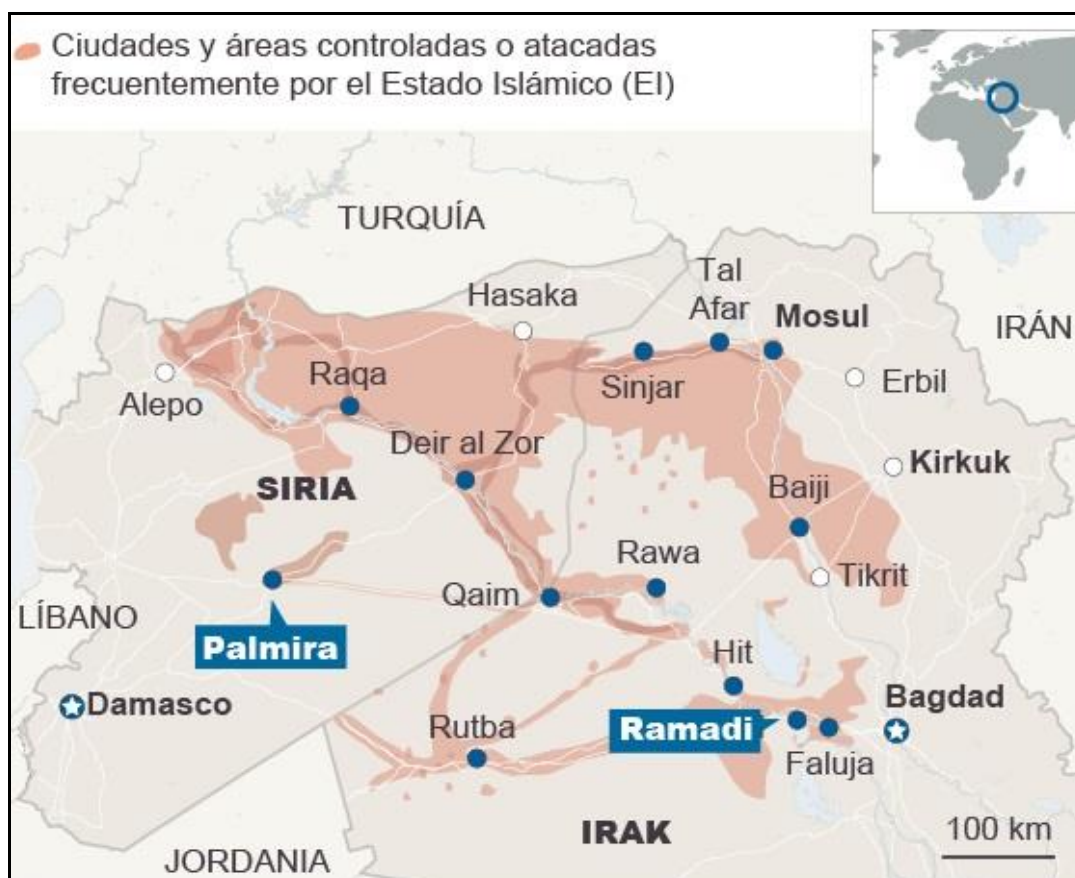 Ciudades y áreas controladas o atacadas
frecuentemente por el Estado Islámico (EI)
TURQUÍA
Hasaka
Tal
Afar
Mosul
IRÁN
Alepo
Raqa
Sinjar
Erbil
Deir al Zor
Kirkuk
SIRIA
Baiji
Rawa
Tikrit
Qaim
LÍBANO
Palmira
Hit
Damasco
Bagdad
Rutba
Ramadi
Faluja
IRAK
100 km
JORDANIA